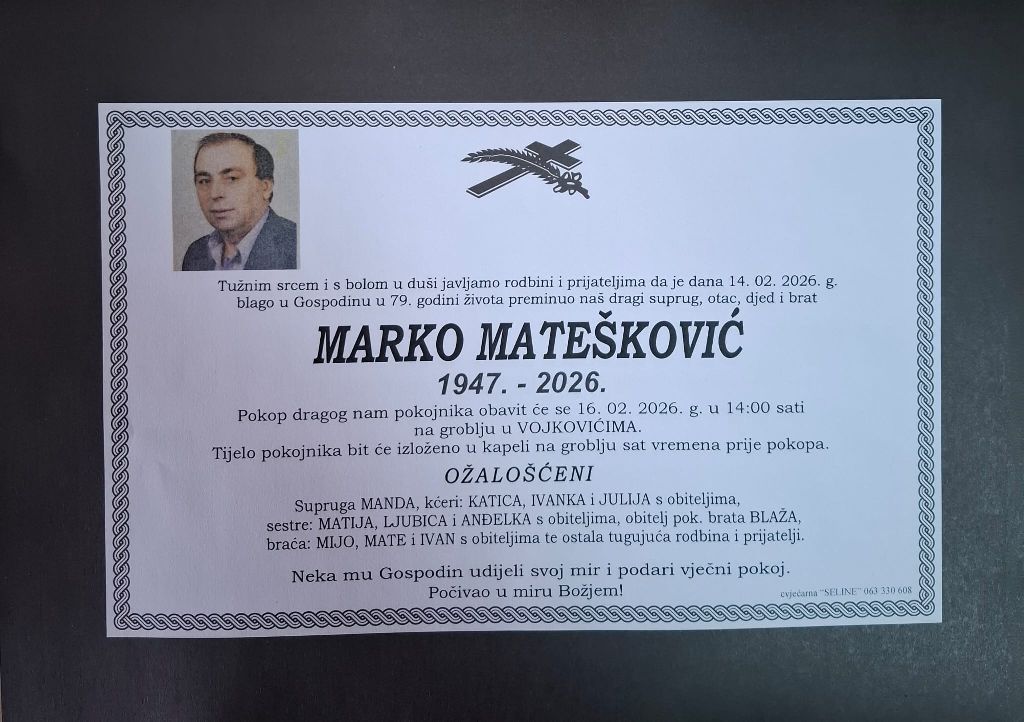 Tužnim srcem i s bolom u duši javljamo rodbini i prijateljima da je dana 14. 02. 2026. g.
blago u Gospodinu u 79. godini života preminuo naš dragi suprug, otac, djed i brat
MARKO MATEŠKOVIĆ
1947. - 2026.
Pokop dragog nam pokojnika obavit će se 16. 02. 2026. g. u 14:00 sati
na groblju u VOJKOVIĆIMA.
Tijelo pokojnika bit će izloženo u kapeli na groblju sat vremena prije pokopa.
OŽALOŠĆENI
Supruga MANDA, kćeri: KATICA, IVANKA i JULIJA s obiteljima,
sestre: MATIJA, LJUBICA i ANĐELKA s obiteljima, obitelj pok. brata BLAŽA,
braća: MIJO, MATE i IVAN s obiteljima te ostala tugujuća rodbina i prijatelji.
Neka mu Gospodin udijeli svoj mir i podari vječni pokoj.
Počivao u miru Božjem!
cvjećarna "SELINE" 063 330 608